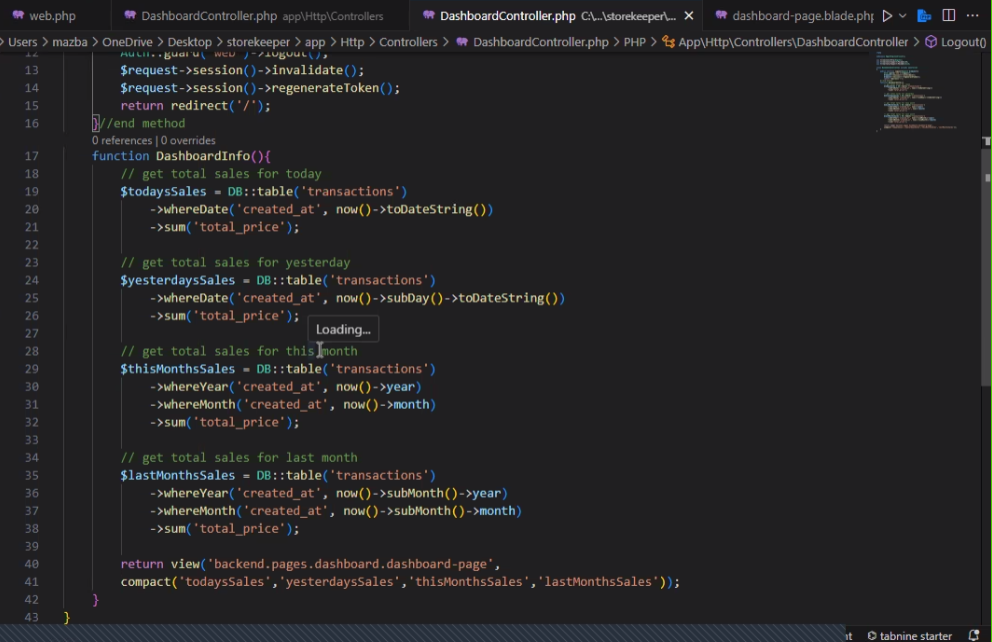 web.php
DashboardController.php app\Http\Controllers
DashboardController.php C:\...\storekeeper\...
dashboard-page.blade.php
Users > mazba > OneDrive > Desktop > storekeeper > app > Http > Controllers > DashboardController.php > PHP > App\Http\Controllers\DashboardController > Logout()
12 Auth::guard('web')->logout();
13 $request->session()->invalidate();
14 $request->session()->regenerateToken();
15 return redirect('/');
16 }//end method
0 references | 0 overrides
17 function DashboardInfo(){
18 // get total sales for today
19 $todaysSales = DB::table('transactions')
20 ->whereDate('created_at', now()->toDateString())
21 ->sum('total_price');
22
23 // get total sales for yesterday
24 $yesterdaysSales = DB::table('transactions')
25 ->whereDate('created_at', now()->subDay()->toDateString())
26 ->sum('total_price');
Loading...
27
28 // get total sales for this month
29 $thisMonthsSales = DB::table('transactions')
30 ->whereYear('created_at', now()->year)
31 ->whereMonth('created_at', now()->month)
32 ->sum('total_price');
33
34 // get total sales for last month
35 $lastMonthsSales = DB::table('transactions')
36 ->whereYear('created_at', now()->subMonth()->year)
37 ->whereMonth('created_at', now()->subMonth()->month)
38 ->sum('total_price');
39
40 return view('backend.pages.dashboard.dashboard-page',
41 compact('todaysSales','yesterdaysSales','thisMonthsSales','lastMonthsSales'));
42 }
43 }
tabnine starter